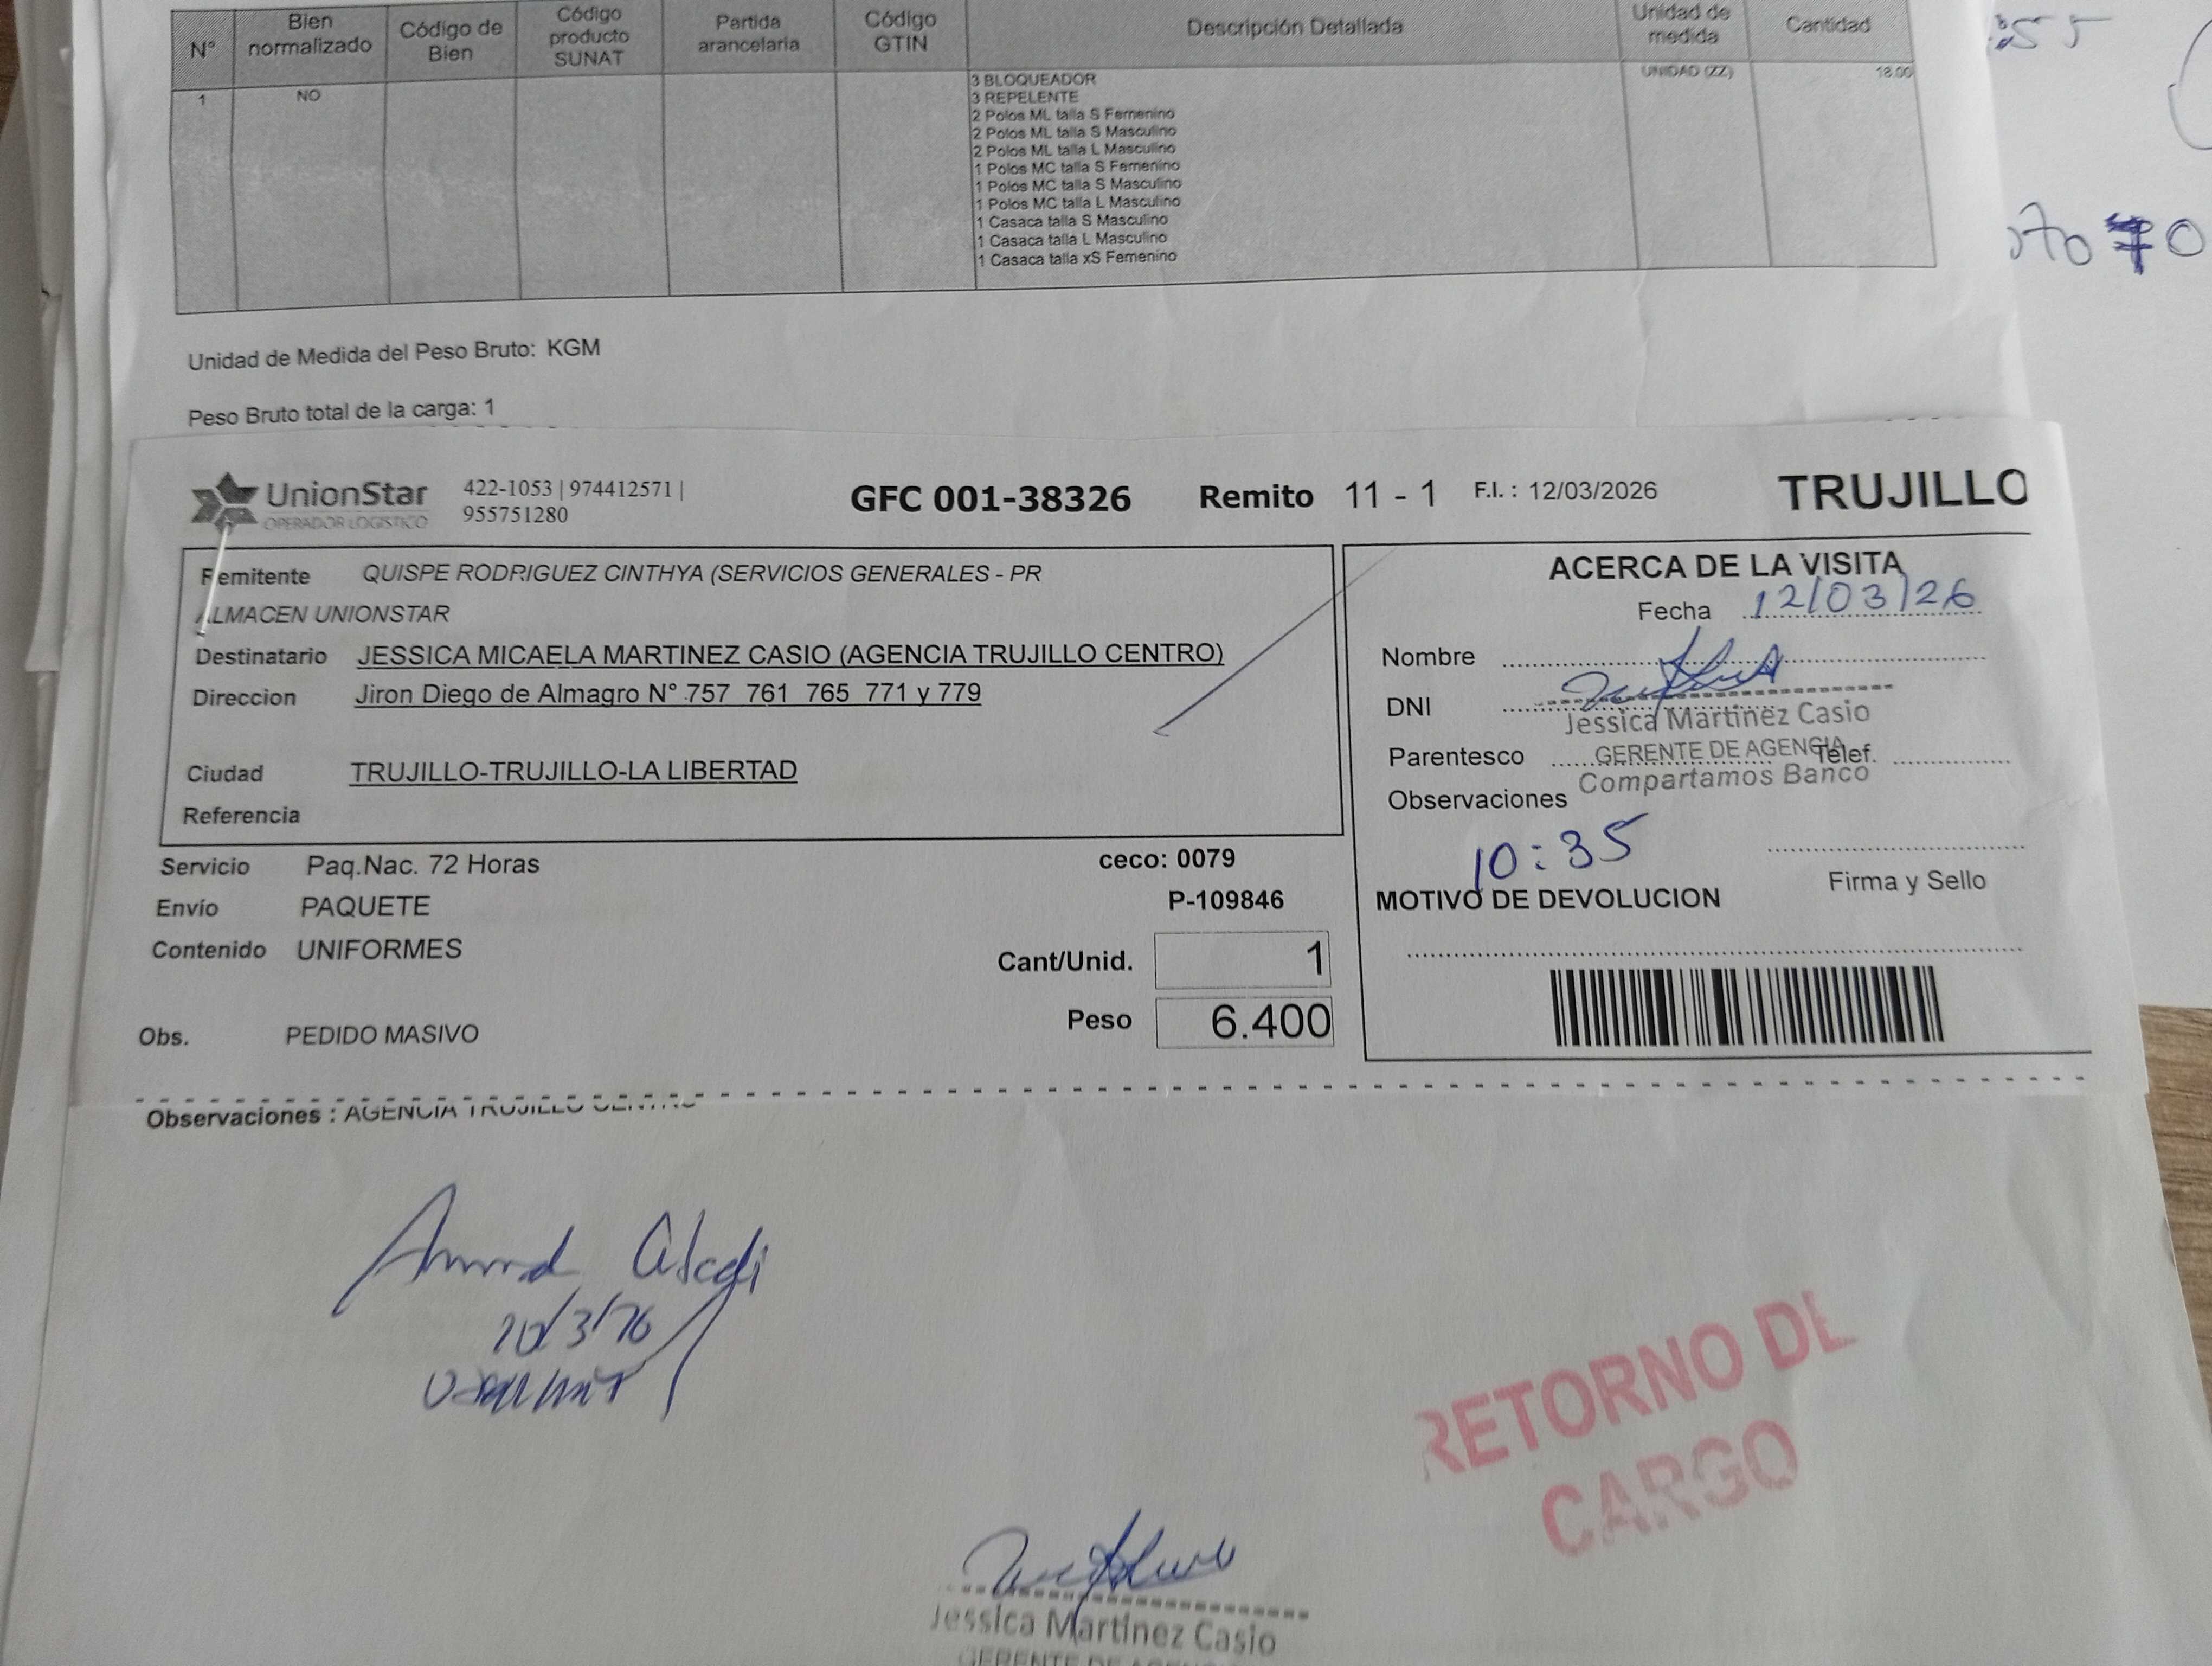 N°
Bien normalizado
Código de Bien
Código producto SUNAT
Partida arancelaria
Código GTIN
Descripción Detallada
Unidad de medida
Cantidad
1
NO
3 BLOQUEADOR
3 REPELENTE
2 Polos ML talla S Femenino
2 Polos ML talla S Masculino
2 Polos ML talla L Masculino
1 Polos MC talla S Femenino
1 Polos MC talla S Masculino
1 Polos MC talla L Masculino
1 Casaca talla S Masculino
1 Casaca talla L Masculino
1 Casaca talla xS Femenino
UNIDAD (ZZ)
18.00
Unidad de Medida del Peso Bruto: KGM
Peso Bruto total de la carga: 1
UnionStar
OPERADOR LOGISTICO
422-1053 | 974412571 |
955751280
GFC 001-38326
Remito 11 - 1
F.I. : 12/03/2026
TRUJILLO
Remitente QUISPE RODRIGUEZ CINTHYA (SERVICIOS GENERALES - PR
ALMACEN UNIONSTAR
Destinatario JESSICA MICAELA MARTINEZ CASIO (AGENCIA TRUJILLO CENTRO)
Direccion Jiron Diego de Almagro N° 757 761 765 771 y 779
Ciudad TRUJILLO-TRUJILLO-LA LIBERTAD
Referencia
Servicio Paq.Nac. 72 Horas
Envío PAQUETE
Contenido UNIFORMES
Obs. PEDIDO MASIVO
ceco: 0079
P-109846
Cant/Unid. 1
Peso 6.400
ACERCA DE LA VISITA
Fecha 12/03/26
Nombre
DNI
Jessica Martinez Casio
Parentesco GERENTE DE AGENCIA Telef.
Compartamos Banco
Observaciones
10:35
Firma y Sello
MOTIVO DE DEVOLUCION
Observaciones : AGENCIA TRUJILLO CENTRO
RETORNO DE
CARGO
Jessica Martinez Casio
GERENTE DE AGENCIA